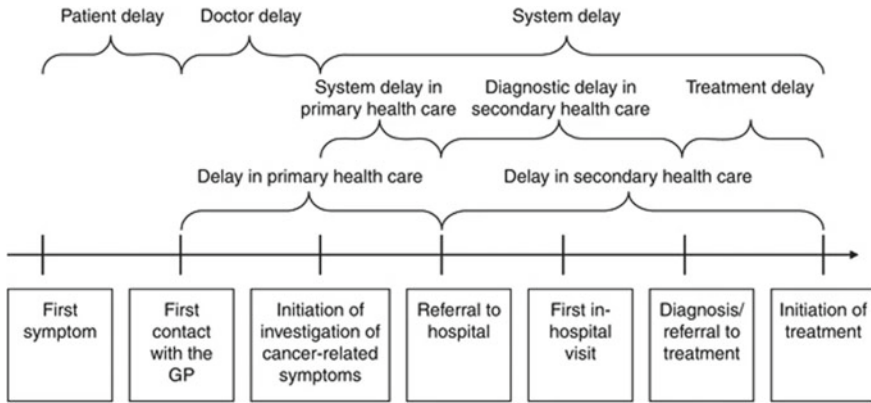 Patient delay
Doctor delay
System delay
System delay in
primary health care
Diagnostic delay in
secondary health care
Treatment delay
Delay in primary health care
Delay in secondary health care
First
symptom
First
contact
with the
GP
Initiation of
investigation of
cancer-related
symptoms
Referral to
hospital
First in-
hospital
visit
Diagnosis/
referral to
treatment
Initiation of
treatment